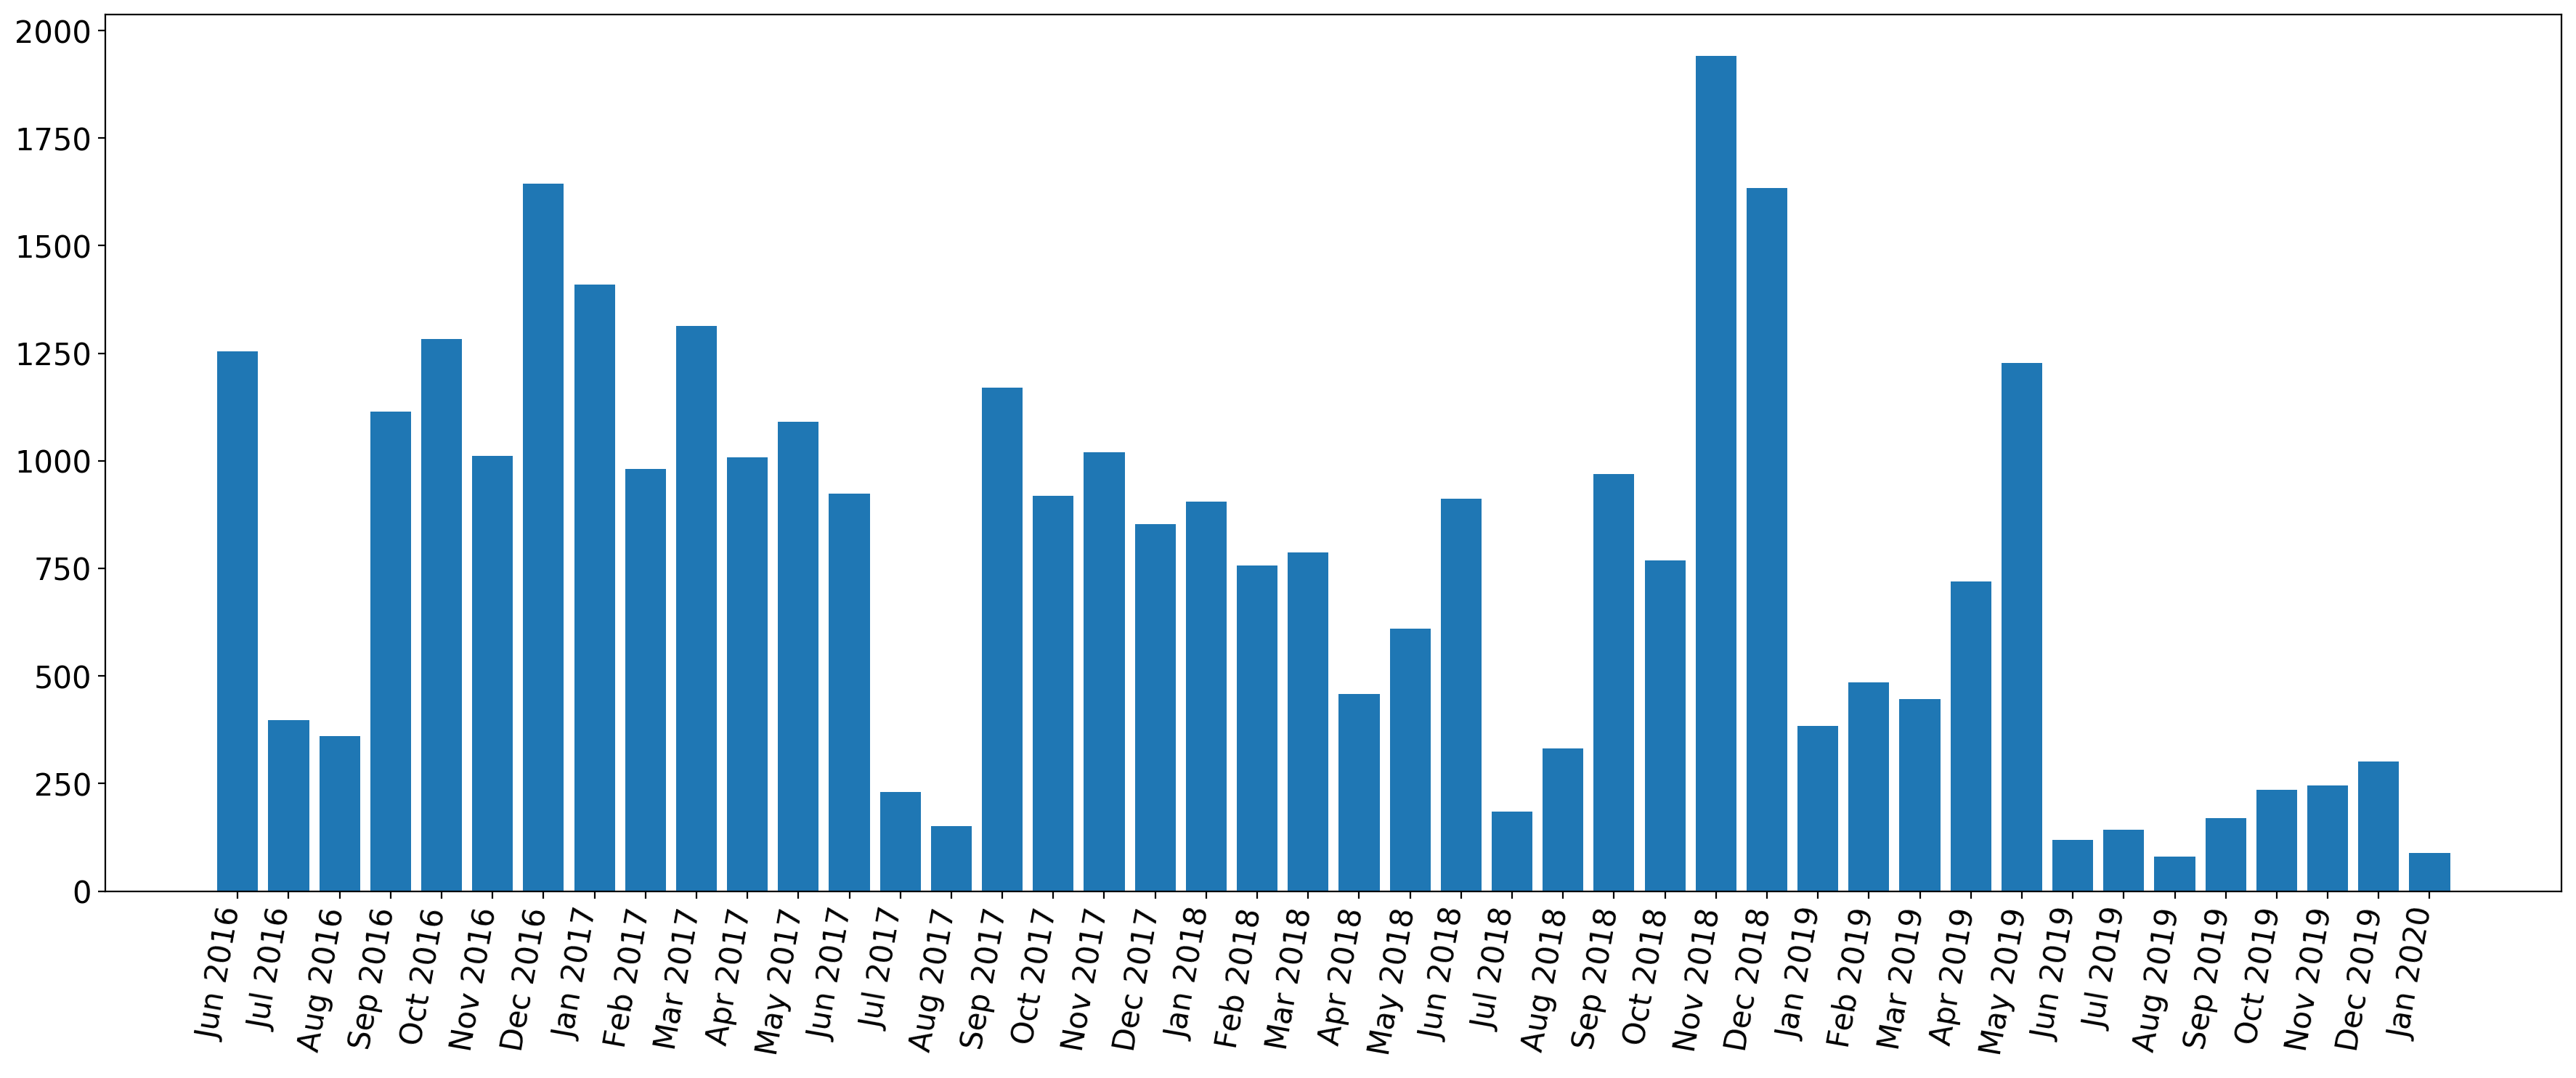 2000
1750
1500
1250
1000
750
500
250
0
Jun 2016
Jul 2016
Aug 2016
Sep 2016
Oct 2016
Nov 2016
Dec 2016
Jan 2017
Feb 2017
Mar 2017
Apr 2017
May 2017
Jun 2017
Jul 2017
Aug 2017
Sep 2017
Oct 2017
Nov 2017
Dec 2017
Jan 2018
Feb 2018
Mar 2018
Apr 2018
May 2018
Jun 2018
Jul 2018
Aug 2018
Sep 2018
Oct 2018
Nov 2018
Dec 2018
Jan 2019
Feb 2019
Mar 2019
Apr 2019
May 2019
Jun 2019
Jul 2019
Aug 2019
Sep 2019
Oct 2019
Nov 2019
Dec 2019
Jan 2020